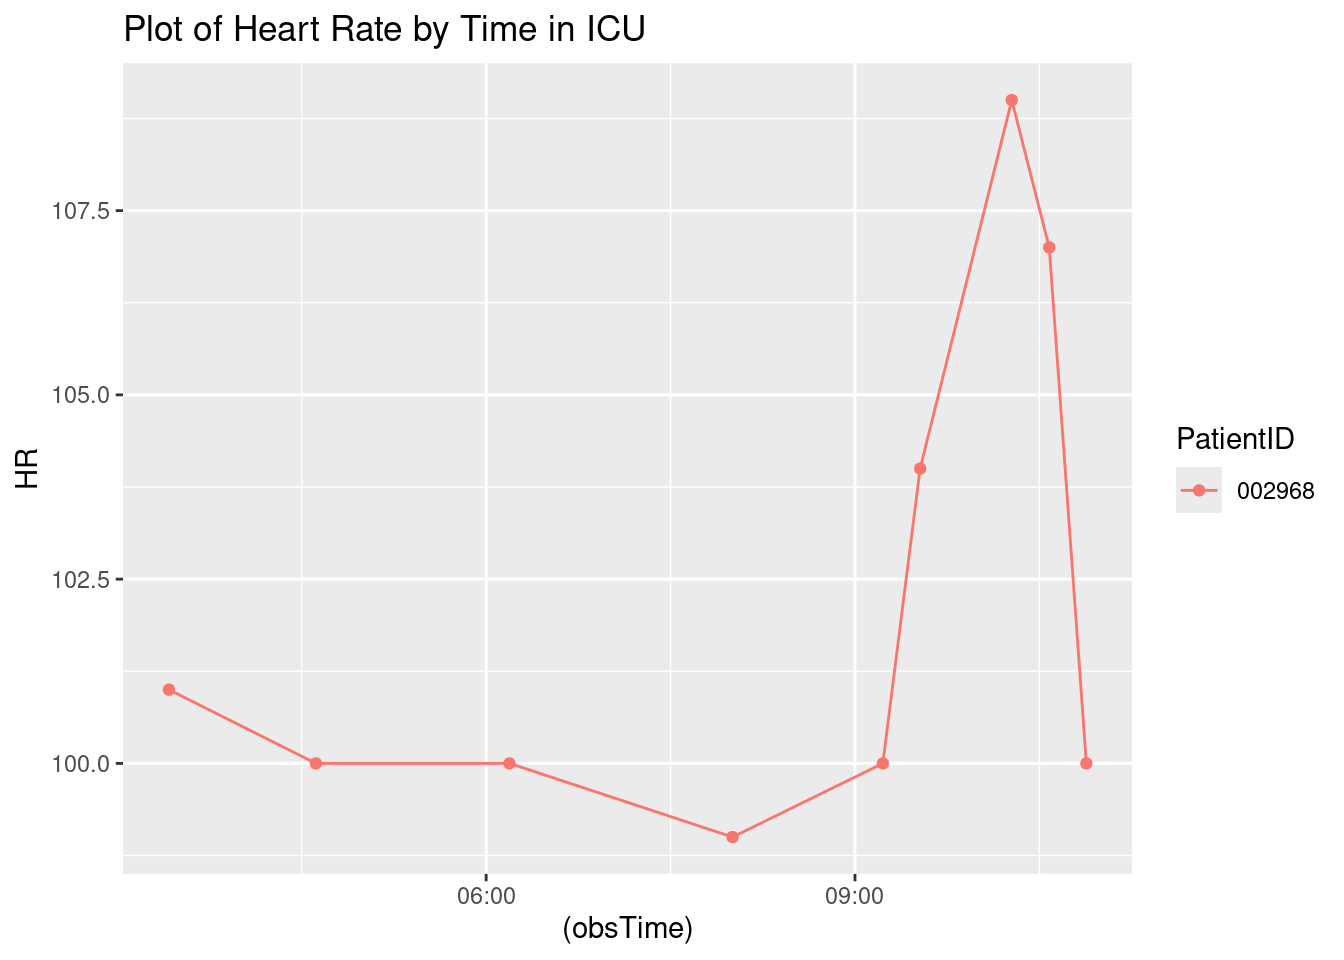 Plot of Heart Rate by Time in ICU
107.5
105.0
102.5
100.0
HR
06:00
09:00
(obsTime)
PatientID
002968